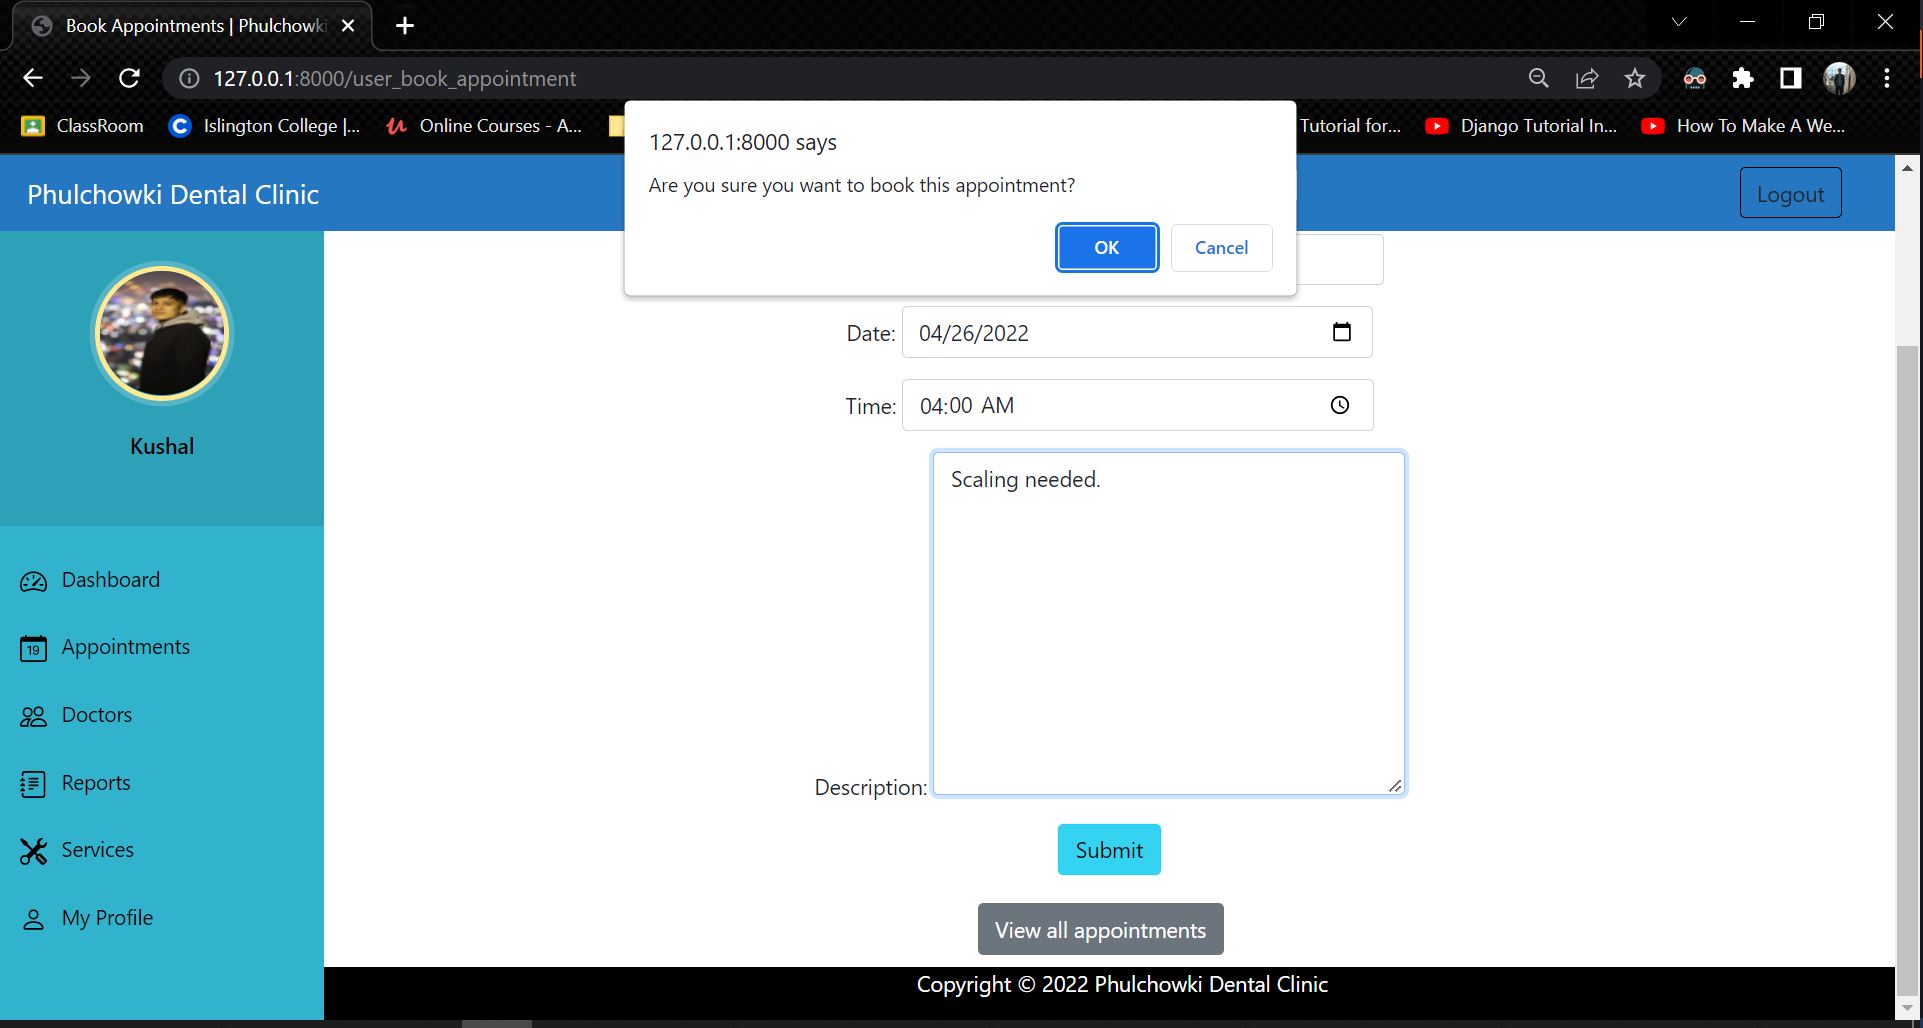 Book Appointments | Phulchowki
127.0.0.1:8000/user_book_appointment
ClassRoom
Islington College |...
Online Courses - A...
Tutorial for...
Django Tutorial In...
How To Make A We...
127.0.0.1:8000 says
Are you sure you want to book this appointment?
OK
Cancel
Phulchowki Dental Clinic
Logout
Kushal
Dashboard
19
Appointments
Doctors
Reports
Services
My Profile
Date: 04/26/2022
Time: 04:00 AM
Scaling needed.
Description:
Submit
View all appointments
Copyright © 2022 Phulchowki Dental Clinic